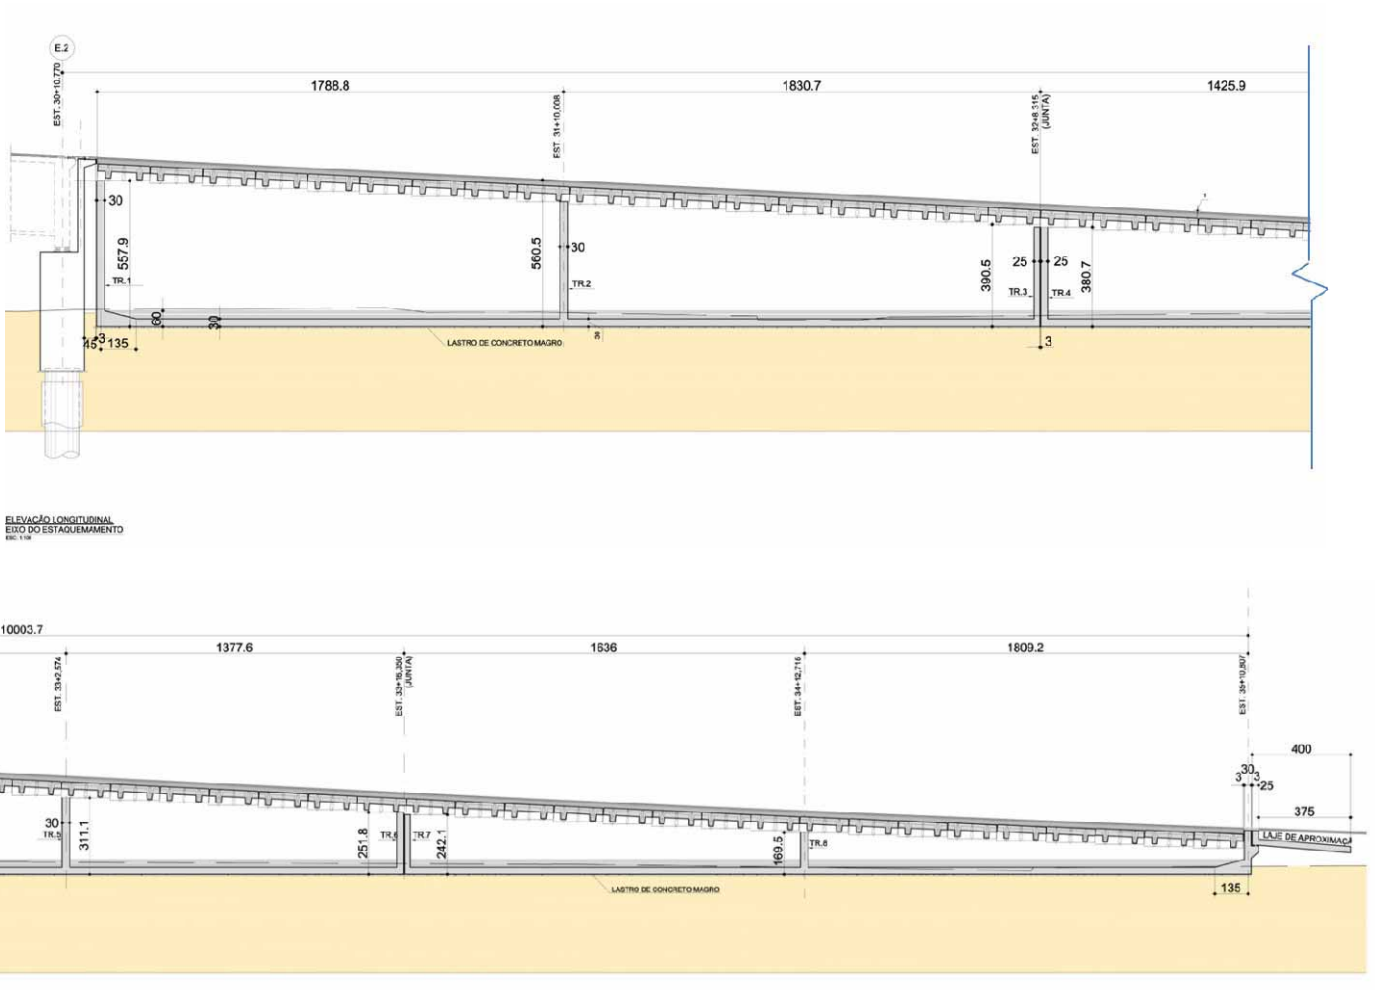 E.2
1788.8
1830.7
1425.9
EST. 30+10.770
EST. 31+10,008
EST. 32+8,315
(JUNTA)
30
557.9
TR.1
560.5
30
TR.2
390.5
25
25
TR.3
TR.4
380.7
60
30
30
45
3
135
LASTRO DE CONCRETO MAGRO
3
ELEVAÇÃO LONGITUDINAL
EIXO DO ESTAQUEMAMENTO
10003.7
1377.6
1636
1809.2
EST. 33+2,574
EST. 33+16,350
(JUNTA)
EST. 34+12,716
EST. 35+10,807
400
3
30
3
25
375
30
TR.5
311.1
251.8
TR.6
TR.7
242.1
169.5
TR.8
LAJE DE APROXIMAÇ
135
LASTRO DE CONCRETO MAGRO